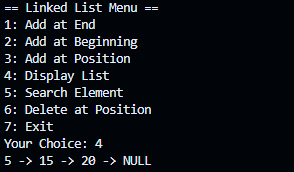 == Linked List Menu ==
1: Add at End
2: Add at Beginning
3: Add at Position
4: Display List
5: Search Element
6: Delete at Position
7: Exit
Your Choice: 4
5 -> 15 -> 20 -> NULL